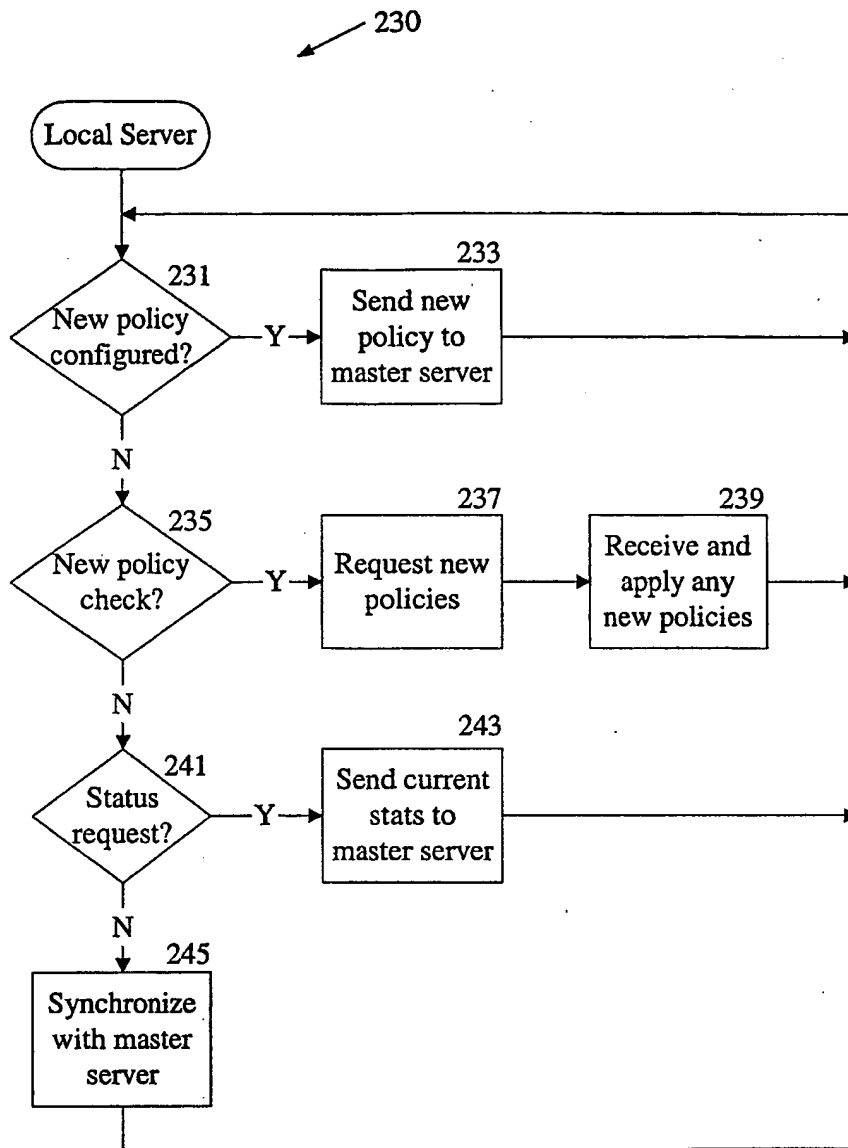 230
Local Server
231
New policy
configured?
Y
233
Send new
policy to
master server
N
235
New policy
check?
Y
237
Request new
policies
239
Receive and
apply any
new policies
N
241
Status
request?
Y
243
Send current
stats to
master server
N
245
Synchronize
with master
server